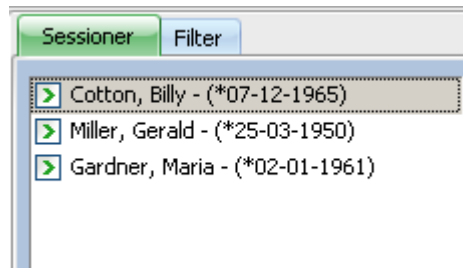 Sessioner Filter
Cotton, Billy - (*07-12-1965)
Miller, Gerald - (*25-03-1950)
Gardner, Maria - (*02-01-1961)